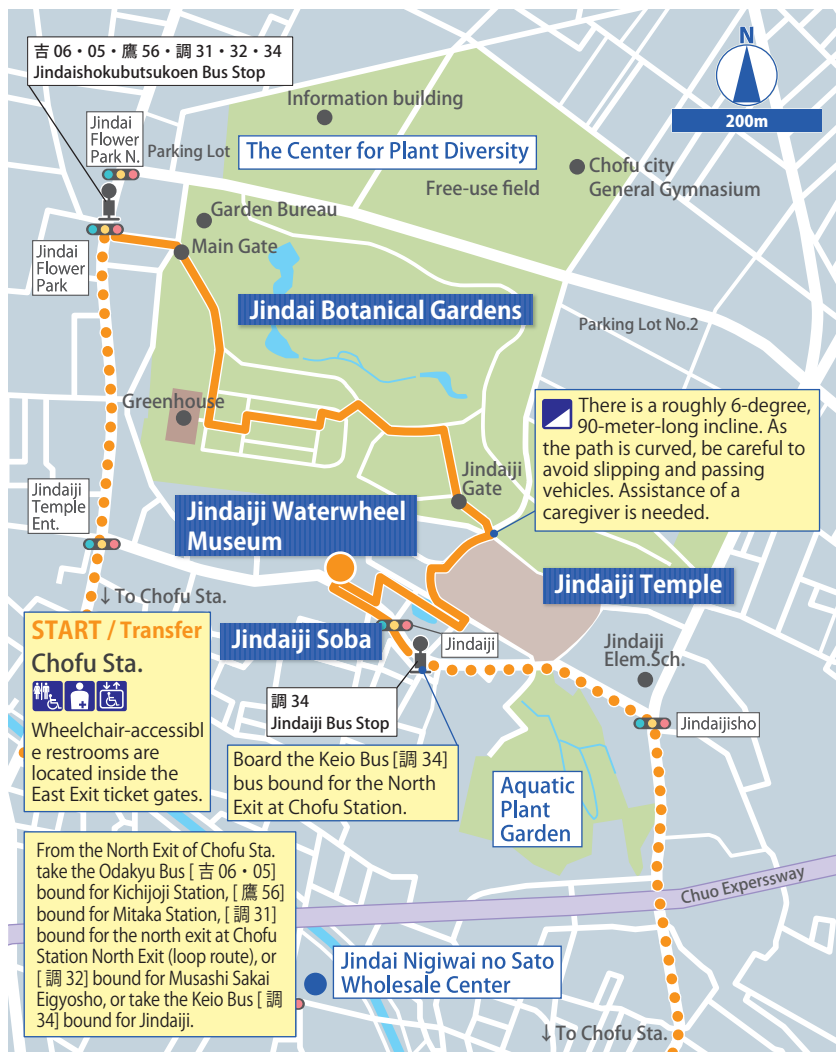 吉 06・05・鷹 56・調 31・32・34
Jindaishokubutsukoen Bus Stop
N
200m
Jindai
Flower
Park N.
Parking Lot
Information building
The Center for Plant Diversity
Free-use field
Chofu city
General Gymnasium
Garden Bureau
Main Gate
Jindai
Flower
Park
Jindai Botanical Gardens
Parking Lot No.2
Greenhouse
There is a roughly 6-degree,
90-meter-long incline. As
the path is curved, be careful to
avoid slipping and passing
vehicles. Assistance of a
caregiver is needed.
Jindaiji
Gate
Jindaiji
Temple
Ent.
Jindaiji Waterwheel
Museum
Jindaiji Temple
↓ To Chofu Sta.
START / Transfer
Chofu Sta.
Wheelchair-accessibl
e restrooms are
located inside the
East Exit ticket gates.
Jindaiji Soba
Jindaiji
Jindaiji
Elem.Sch.
調 34
Jindaiji Bus Stop
Jindaijisho
Board the Keio Bus [調 34]
bus bound for the North
Exit at Chofu Station.
Aquatic
Plant
Garden
From the North Exit of Chofu Sta.
take the Odakyu Bus [ 吉 06・05]
bound for Kichijoji Station, [ 鷹 56]
bound for Mitaka Station, [ 調 31]
bound for the north exit at Chofu
Station North Exit (loop route), or
[ 調 32] bound for Musashi Sakai
Eigyosho, or take the Keio Bus [ 調
34] bound for Jindaiji.
Chuo Experssway
Jindai Nigiwai no Sato
Wholesale Center
↓ To Chofu Sta.